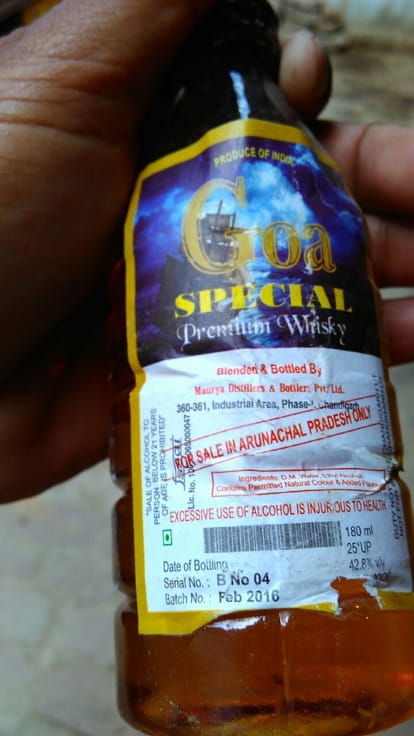 PRODUCE OF INDIA
Goa
SPECIAL
Premium Whisky
Blended & Bottled By
Maurya Distillers & Bottlers Pvt. Ltd.
360-361, Industrial Area, Phase-I, Chandigarh
FOR SALE IN ARUNACHAL PRADESH ONLY
Ingredients: D.M. Water, Ethyl Alcohol,
Contains Permitted Natural Colour & Added Flavour
EXCESSIVE USE OF ALCOHOL IS INJURIOUS TO HEALTH
180 ml
25°UP
42.8% v/v
Date of Bottling
Serial No. : B No 04
Batch No. : Feb 2016
"SALE OF ALCOHOL TO
PERSON BELOW 21 YEARS
OF AGE IS PROHIBITED"
Lic. No.